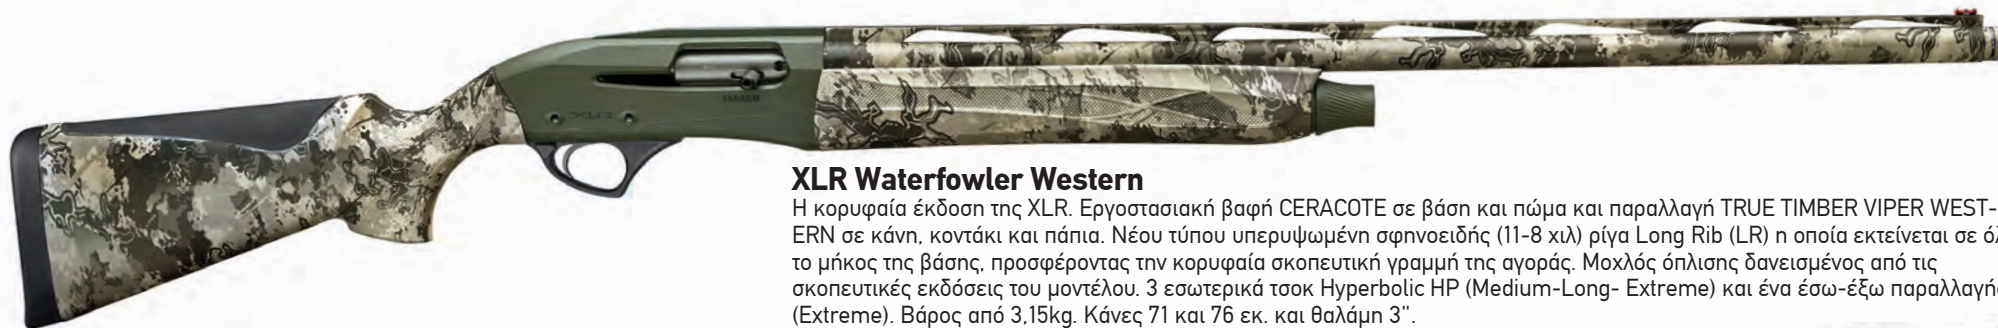 FABARM
XLR
XLR Waterfowler Western
Η κορυφαία έκδοση της XLR. Εργοστασιακή βαφή CERACOTE σε βάση και πώμα και παραλλαγή TRUE TIMBER VIPER WEST-
ERN σε κάνη, κοντάκι και πάπια. Νέου τύπου υπερυψωμένη σφηνοειδής (11-8 χιλ) ρίγα Long Rib (LR) η οποία εκτείνεται σε
το μήκος της βάσης, προσφέροντας την κορυφαία σκοπευτική γραμμή της αγοράς. Μοχλός όπλισης δανεισμένος από τις
σκοπευτικές εκδόσεις του μοντέλου. 3 εσωτερικά τσοκ Hyperbolic HP (Medium-Long- Extreme) και ένα έσω-έξω
(Extreme). Βάρος από 3,15kg. Κάνες 71 και 76 εκ. και θαλάμη 3".